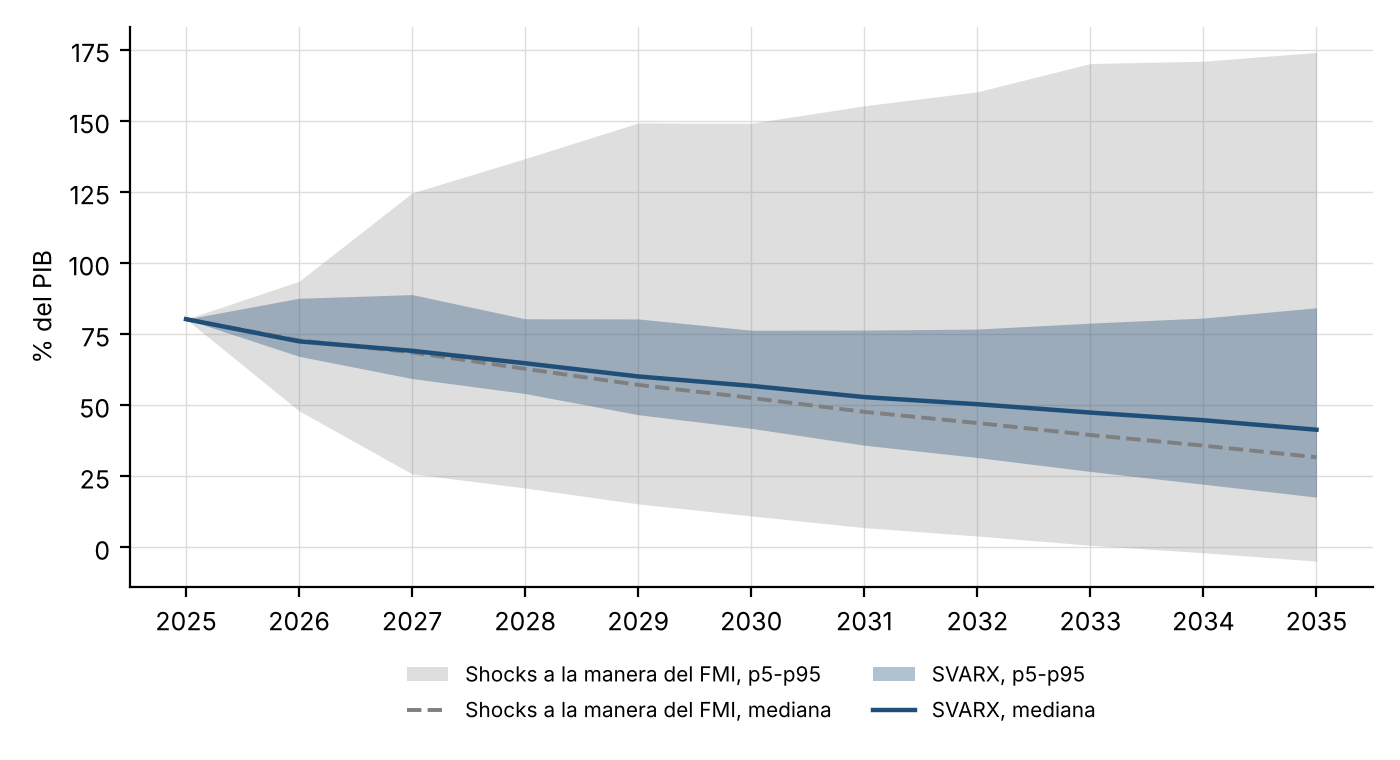 % del PIB
175
150
125
100
75
50
25
0
2025 2026 2027 2028 2029 2030 2031 2032 2033 2034 2035
Shocks a la manera del FMI, p5-p95
Shocks a la manera del FMI, mediana
SVARX, p5-p95
SVARX, mediana